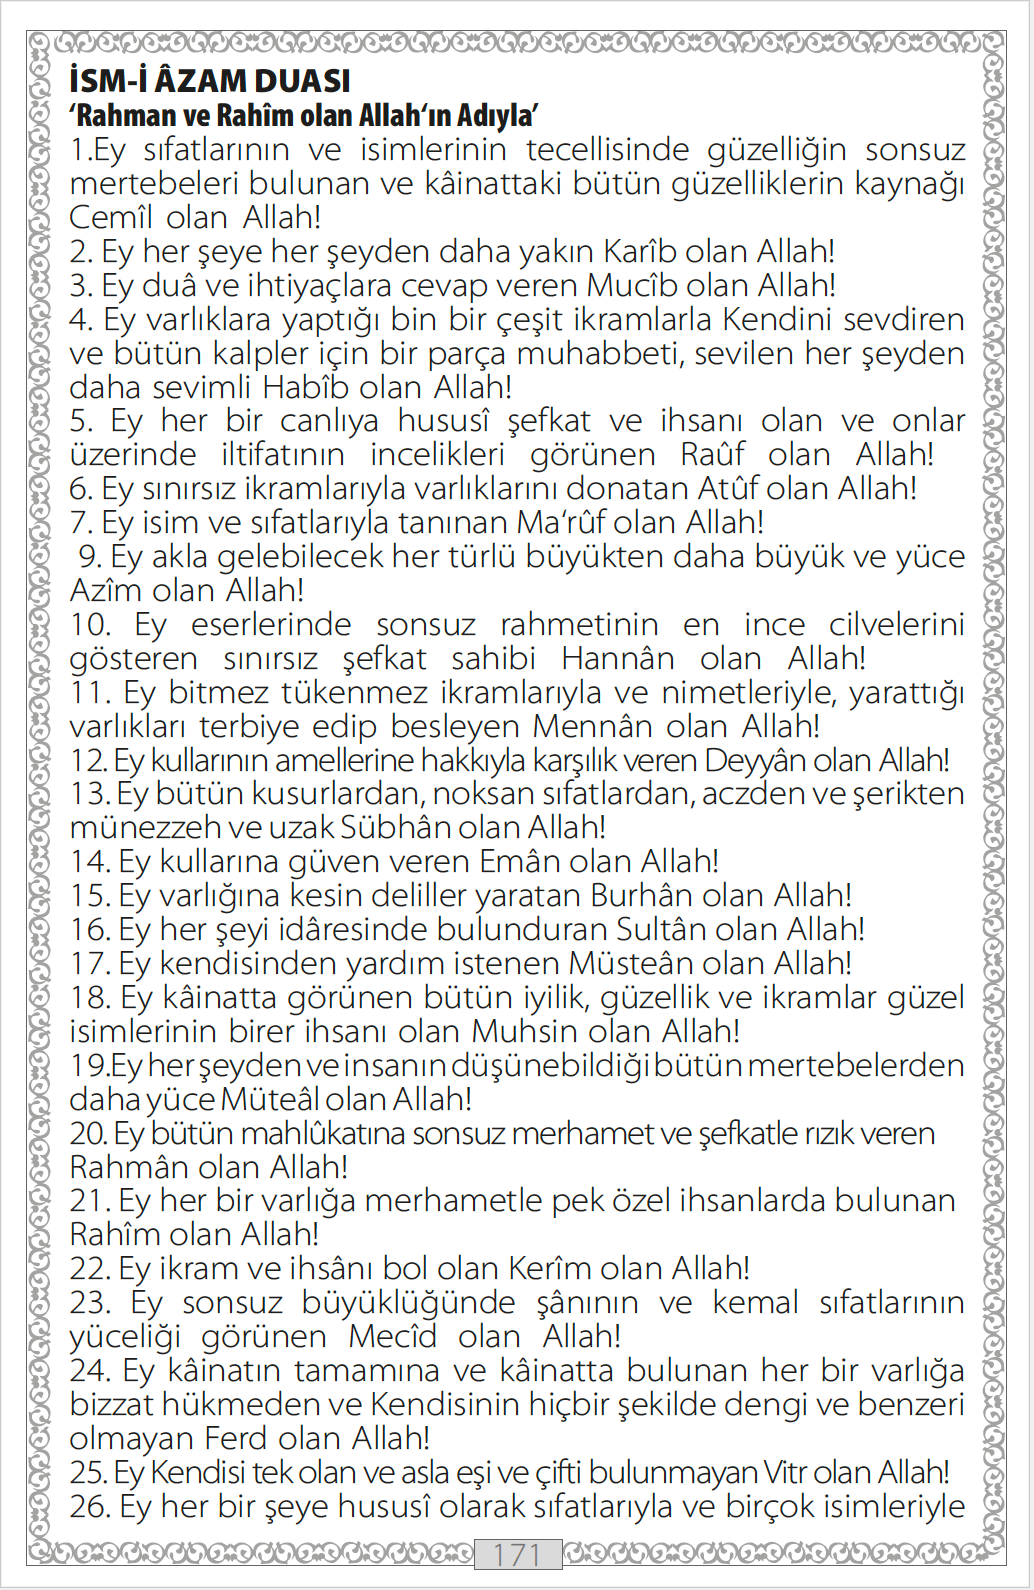 İSM-İ ÂZAM DUASI
‘Rahman ve Rahîm olan Allah‘ın Adıyla’
1.Ey sıfatlarının ve isimlerinin tecellisinde güzelliğin sonsuz
mertebeleri bulunan ve kâinattaki bütün güzelliklerin kaynağı
Cemîl olan Allah!
2. Ey her şeye her şeyden daha yakın Karîb olan Allah!
3. Ey duâ ve ihtiyaçlara cevap veren Mucîb olan Allah!
4. Ey varlıklara yaptığı bin bir çeşit ikramlarla Kendini sevdiren
ve bütün kalpler için bir parça muhabbeti, sevilen her şeyden
daha sevimli Habîb olan Allah!
5. Ey her bir canlıya hususî şefkat ve ihsanı olan ve onlar
üzerinde iltifatının incelikleri görünen Raûf olan Allah!
6. Ey sınırsız ikramlarıyla varlıklarını donatan Atûf olan Allah!
7. Ey isim ve sıfatlarıyla tanınan Ma‘rûf olan Allah!
9. Ey akla gelebilecek her türlü büyükten daha büyük ve yüce
Azîm olan Allah!
10. Ey eserlerinde sonsuz rahmetinin en ince cilvelerini
gösteren sınırsız şefkat sahibi Hannân olan Allah!
11. Ey bitmez tükenmez ikramlarıyla ve nimetleriyle, yarattığı
varlıkları terbiye edip besleyen Mennân olan Allah!
12. Ey kullarının amellerine hakkıyla karşılık veren Deyyân olan Allah!
13. Ey bütün kusurlardan, noksan sıfatlardan, aczden ve şerikten
münezzeh ve uzak Sübhân olan Allah!
14. Ey kullarına güven veren Emân olan Allah!
15. Ey varlığına kesin deliller yaratan Burhân olan Allah!
16. Ey her şeyi idâresinde bulunduran Sultân olan Allah!
17. Ey kendisinden yardım istenen Müsteân olan Allah!
18. Ey kâinatta görünen bütün iyilik, güzellik ve ikramlar güzel
isimlerinin birer ihsanı olan Muhsin olan Allah!
19.Ey her şeyden ve insanın düşünebildiği bütün mertebelerden
daha yüce Müteâl olan Allah!
20. Ey bütün mahlûkatına sonsuz merhamet ve şefkatle rızık veren
Rahmân olan Allah!
21. Ey her bir varlığa merhametle pek özel ihsanlarda bulunan
Rahîm olan Allah!
22. Ey ikram ve ihsânı bol olan Kerîm olan Allah!
23. Ey sonsuz büyüklüğünde şânının ve kemal sıfatlarının
yüceliği görünen Mecîd olan Allah!
24. Ey kâinatın tamamına ve kâinatta bulunan her bir varlığa
bizzat hükmeden ve Kendisinin hiçbir şekilde dengi ve benzeri
olmayan Ferd olan Allah!
25. Ey Kendisi tek olan ve asla eşi ve çifti bulunmayan Vitr olan Allah!
26. Ey her bir şeye hususî olarak sıfatlarıyla ve birçok isimleriyle
171